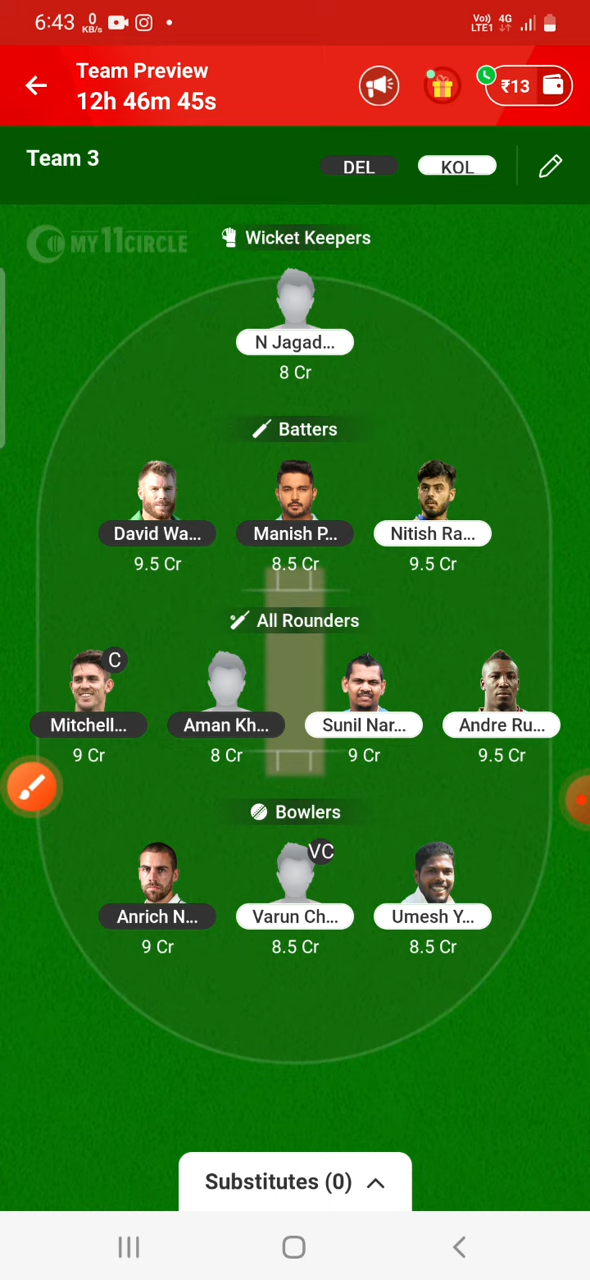 6:43 0 KB/s Vo)) LTE1 4G
Team Preview
12h 46m 45s
₹13
Team 3
DEL
KOL
MY11CIRCLE
Wicket Keepers
N Jagad...
8 Cr
Batters
David Wa... Manish P... Nitish Ra...
9.5 Cr 8.5 Cr 9.5 Cr
All Rounders
C
Mitchell... Aman Kh... Sunil Nar... Andre Ru...
9 Cr 8 Cr 9 Cr 9.5 Cr
Bowlers
VC
Anrich N... Varun Ch... Umesh Y...
9 Cr 8.5 Cr 8.5 Cr
Substitutes (0)